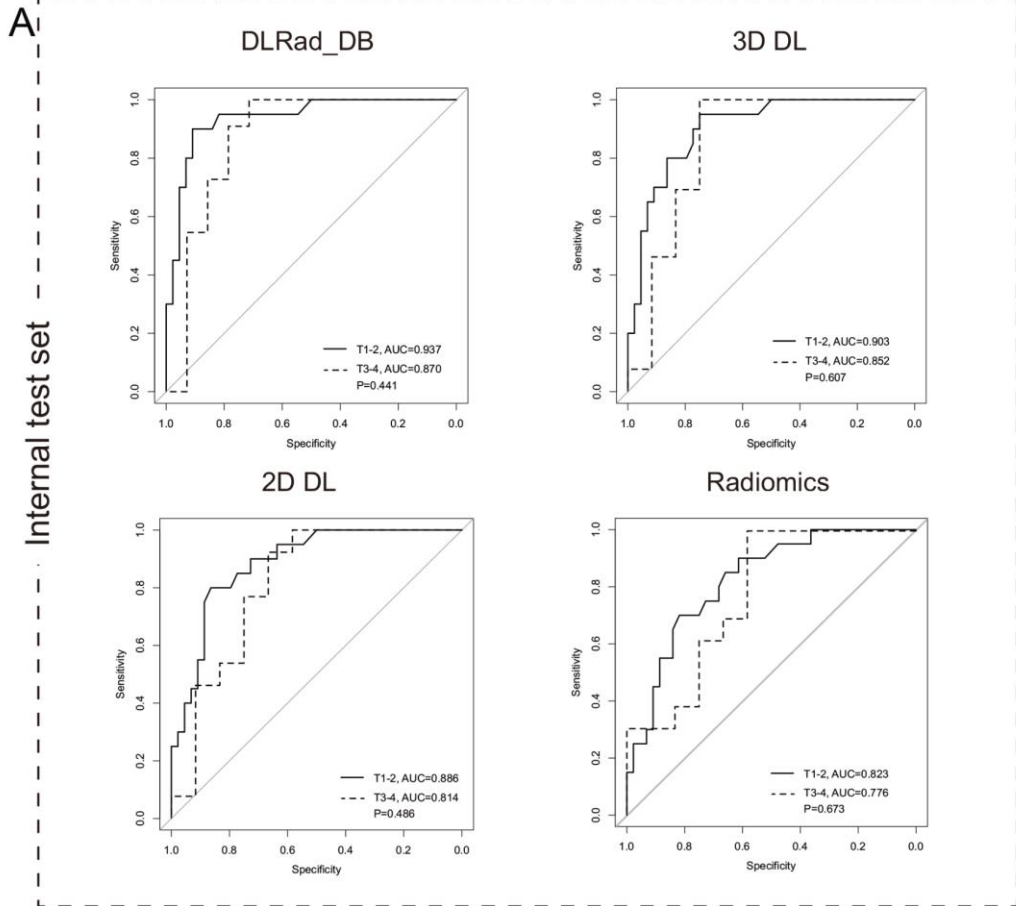 A
Internal test set
DLRad_DB
Sensitivity
1.0
0.8
0.6
0.4
0.2
0.0
T1-2, AUC=0.937
T3-4, AUC=0.870
P=0.441
1.0 0.8 0.6 0.4 0.2 0.0
Specificity
3D DL
Sensitivity
1.0
0.8
0.6
0.4
0.2
0.0
T1-2, AUC=0.903
T3-4, AUC=0.852
P=0.607
1.0 0.8 0.6 0.4 0.2 0.0
Specificity
2D DL
Sensitivity
1.0
0.8
0.6
0.4
0.2
0.0
T1-2, AUC=0.886
T3-4, AUC=0.814
P=0.486
1.0 0.8 0.6 0.4 0.2 0.0
Specificity
Radiomics
Sensitivity
1.0
0.8
0.6
0.4
0.2
0.0
T1-2, AUC=0.823
T3-4, AUC=0.776
P=0.673
1.0 0.8 0.6 0.4 0.2 0.0
Specificity